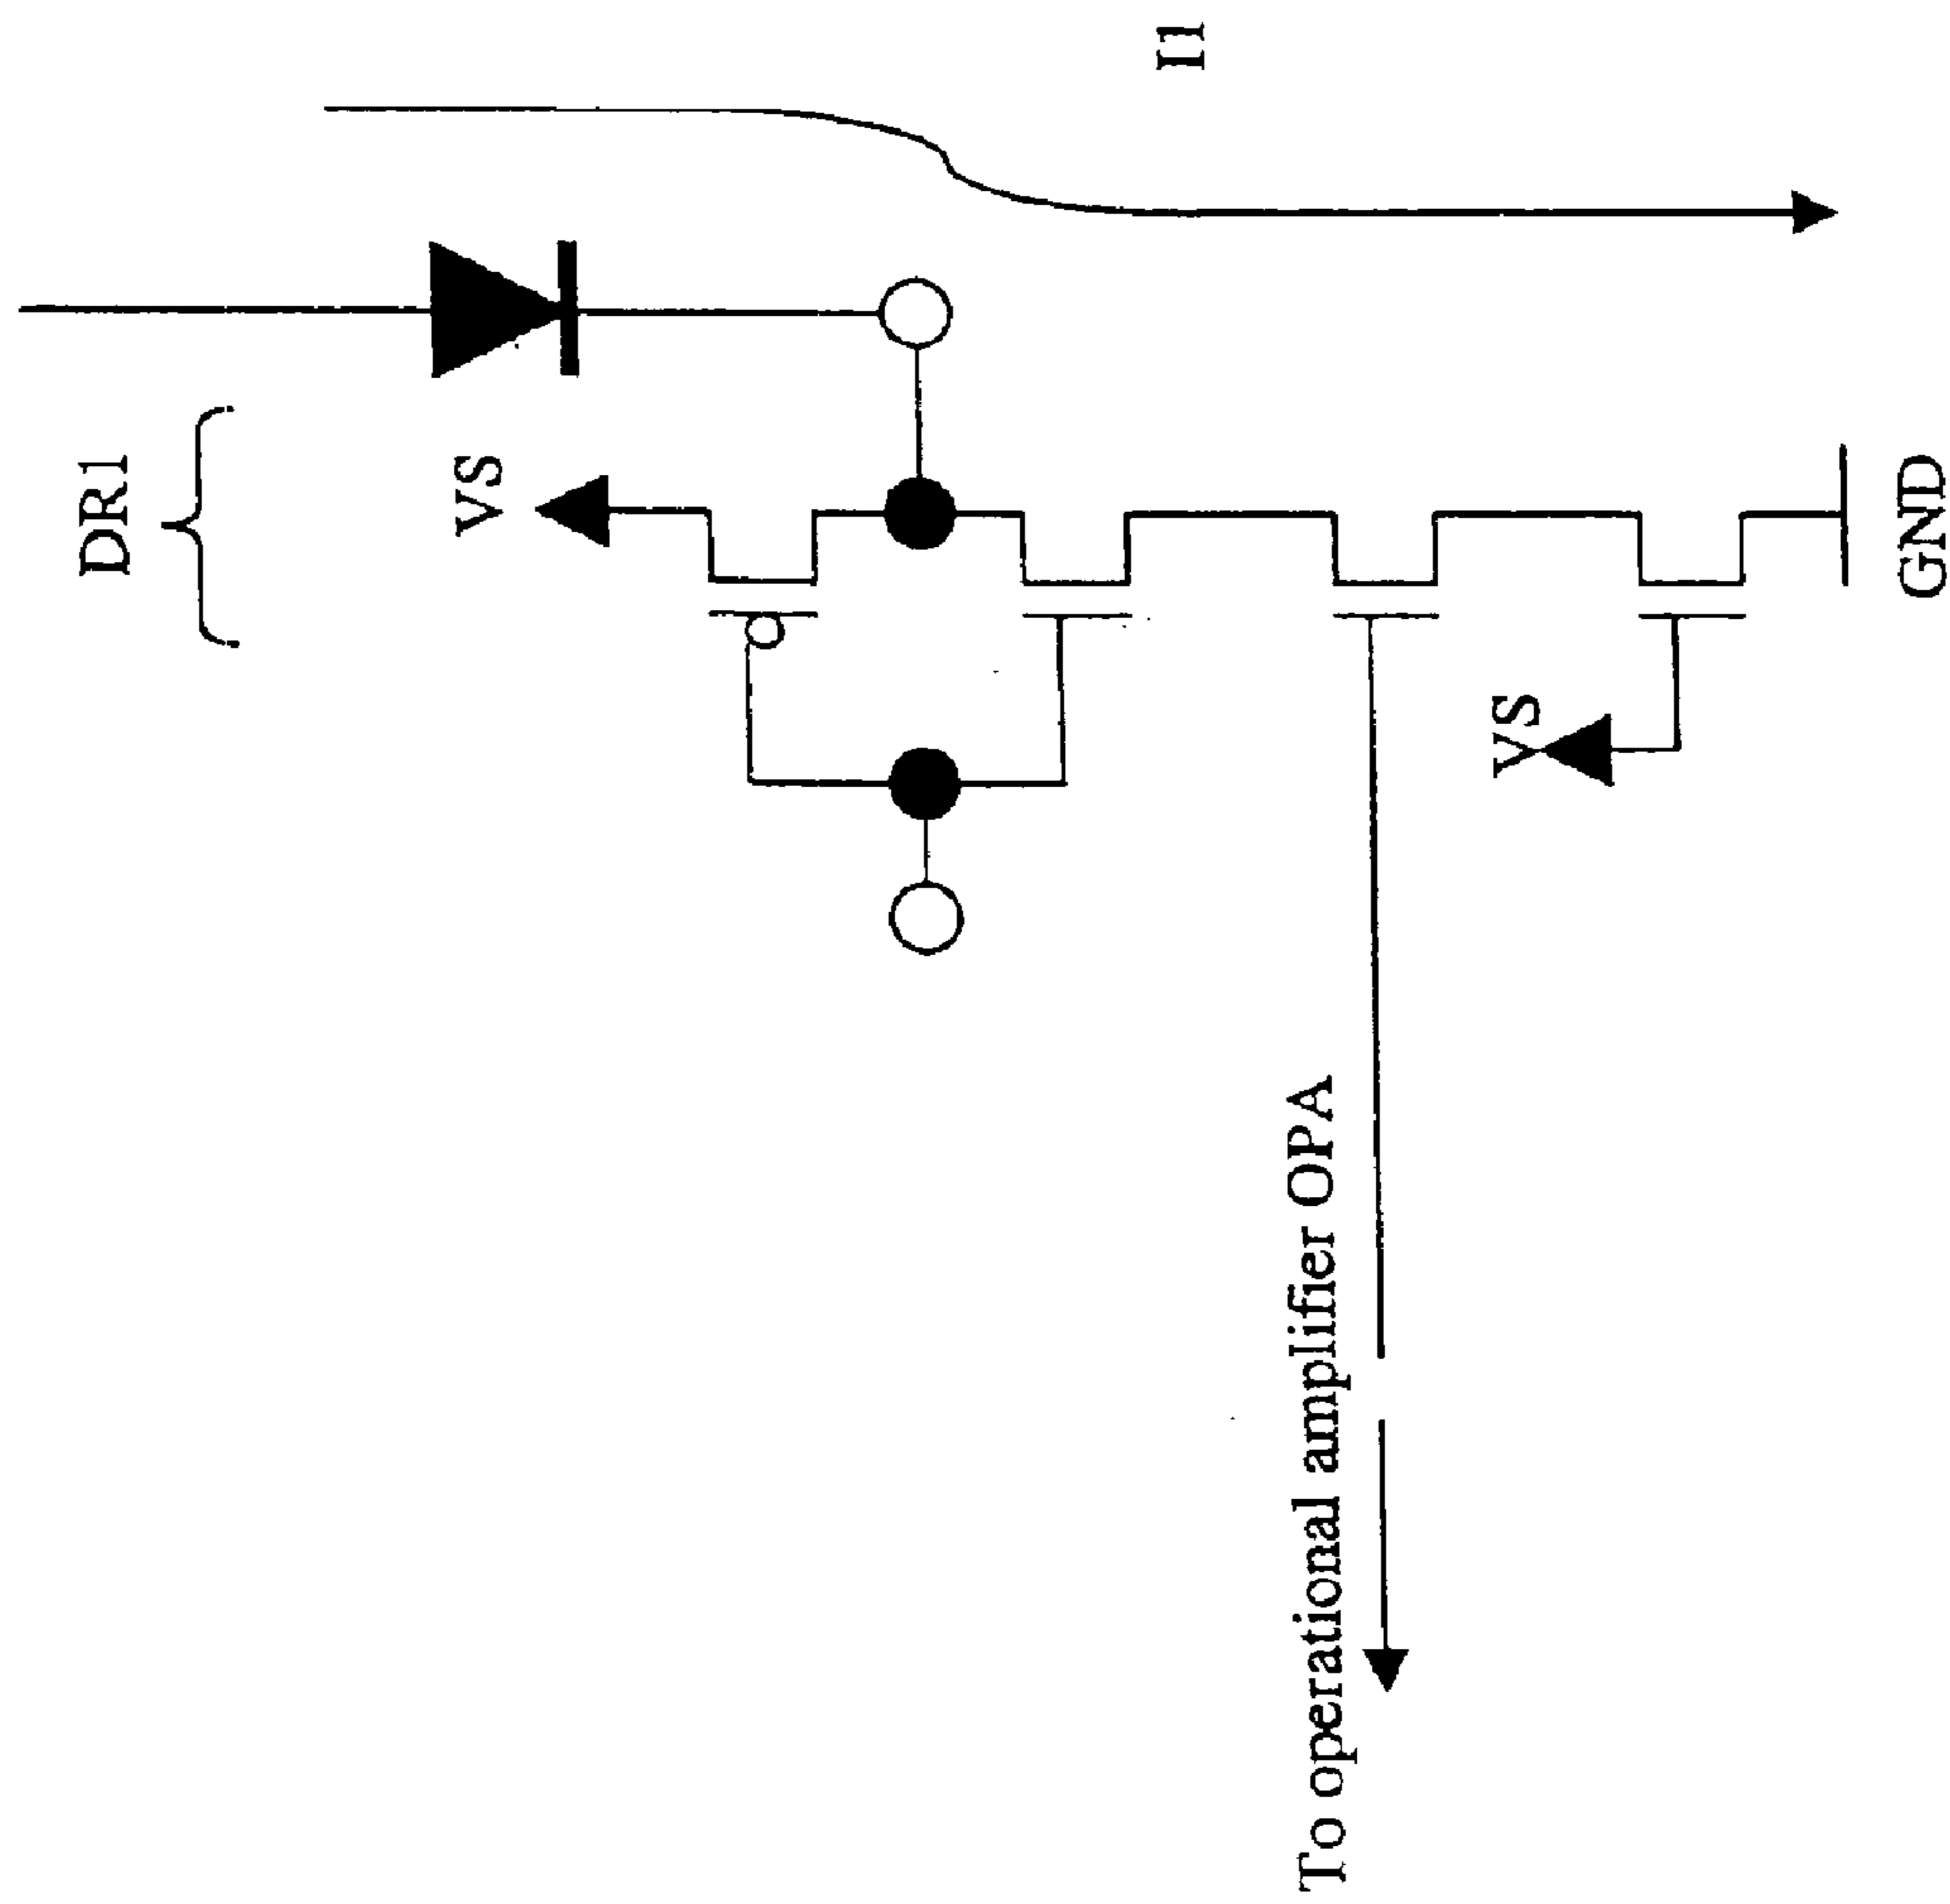 DR1
I1
VS
VS
To operational amplifier OPA
GND